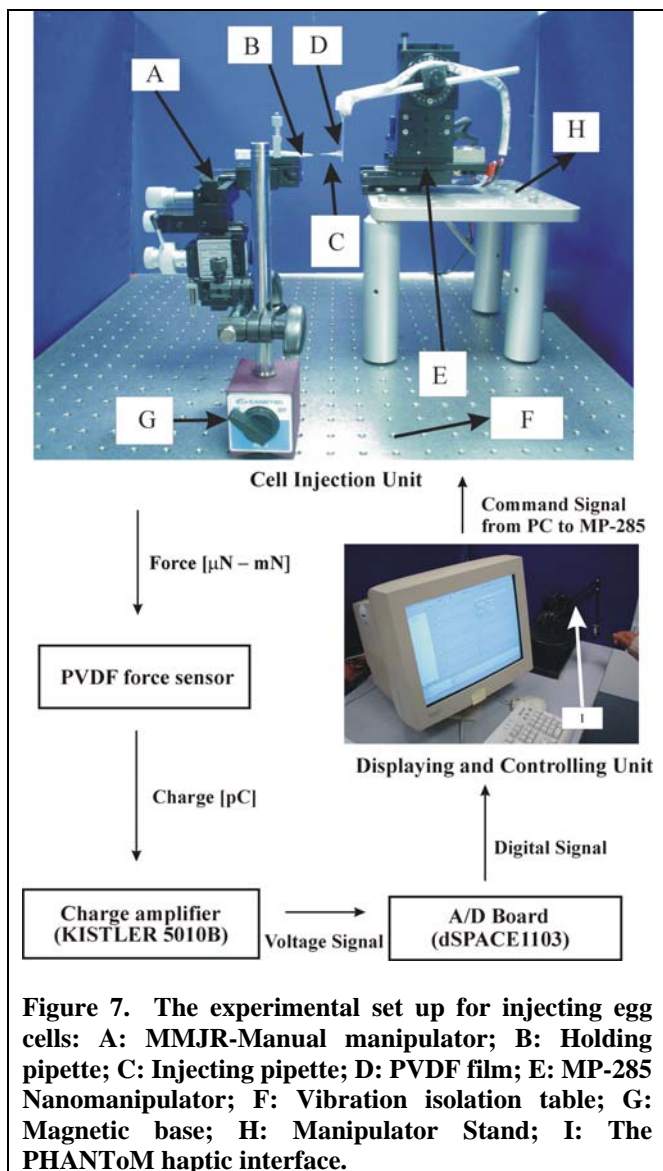 A
B
D
H
C
E
G
F
Cell Injection Unit
Command Signal
from PC to MP-285
Force [μN – mN]
PVDF force sensor
I
Displaying and Controlling Unit
Charge [pC]
Digital Signal
Charge amplifier
(KISTLER 5010B)
Voltage Signal
A/D Board
(dSPACE1103)
Figure 7. The experimental set up for injecting egg
cells: A: MMJR-Manual manipulator; B: Holding
pipette; C: Injecting pipette; D: PVDF film; E: MP-285
Nanomanipulator; F: Vibration isolation table; G:
Magnetic base; H: Manipulator Stand; I: The
PHANToM haptic interface.